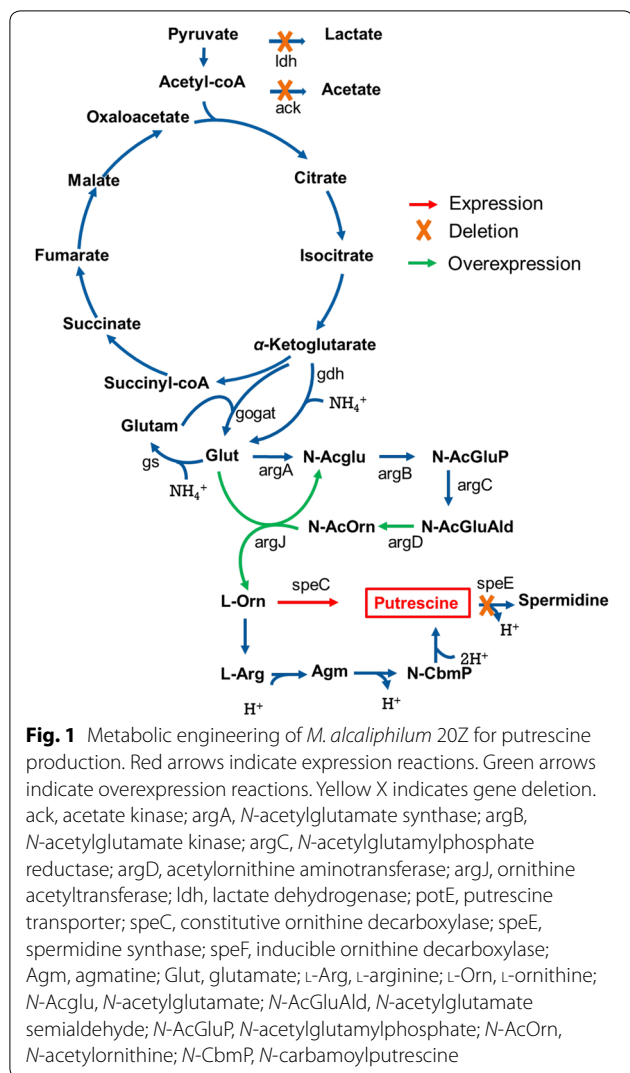 Pyruvate
Lactate
ldh
Acetyl-coA
Acetate
ack
Oxaloacetate
Citrate
Malate
Expression
Deletion
Isocitrate
Fumarate
Overexpression
Succinate
α-Ketoglutarate
Succinyl-coA
gdh
NH₄⁺
gogat
Glutam
gs
Glut
N-Acglu
N-AcGluP
argA
argB
argC
NH₄⁺
N-AcOrn
N-AcGluAld
argD
argJ
speC
speE
L-Orn
Putrescine
Spermidine
H⁺
2H⁺
L-Arg
Agm
N-CbmP
H⁺
H⁺
Fig. 1 Metabolic engineering of M. alcaliphilum 20Z for putrescine
production. Red arrows indicate expression reactions. Green arrows
indicate overexpression reactions. Yellow X indicates gene deletion.
ack, acetate kinase; argA, N-acetylglutamate synthase; argB,
N-acetylglutamate kinase; argC, N-acetylglutamylphosphate
reductase; argD, acetylornithine aminotransferase; argJ, ornithine
acetyltransferase; ldh, lactate dehydrogenase; potE, putrescine
transporter; speC, constitutive ornithine decarboxylase; speE,
spermidine synthase; speF, inducible ornithine decarboxylase;
Agm, agmatine; Glut, glutamate; L-Arg, L-arginine; L-Orn, L-ornithine;
N-Acglu, N-acetylglutamate; N-AcGluAld, N-acetylglutamate
semialdehyde; N-AcGluP, N-acetylglutamylphosphate; N-AcOrn,
N-acetylornithine; N-CbmP, N-carbamoylputrescine